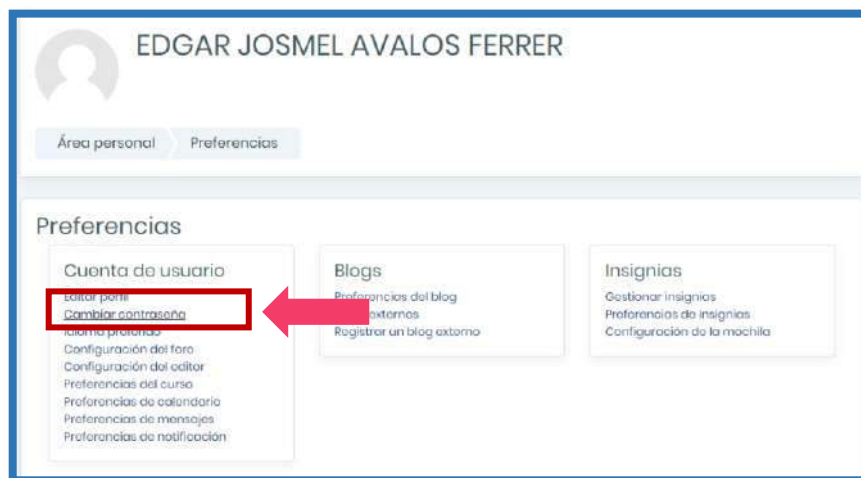 EDGAR JOSMEL AVALOS FERRER
Área personal
Preferencias
Preferencias
Cuenta de usuario
Editar perfil
Cambiar contraseña
Idioma preferido
Configuración del foro
Configuración del editor
Preferencias del curso
Preferencias de calendario
Preferencias de mensajes
Preferencias de notificación
Blogs
Preferencias del blog
externos
Registrar un blog externo
Insignias
Gestionar insignias
Preferencias de insignias
Configuración de la mochila